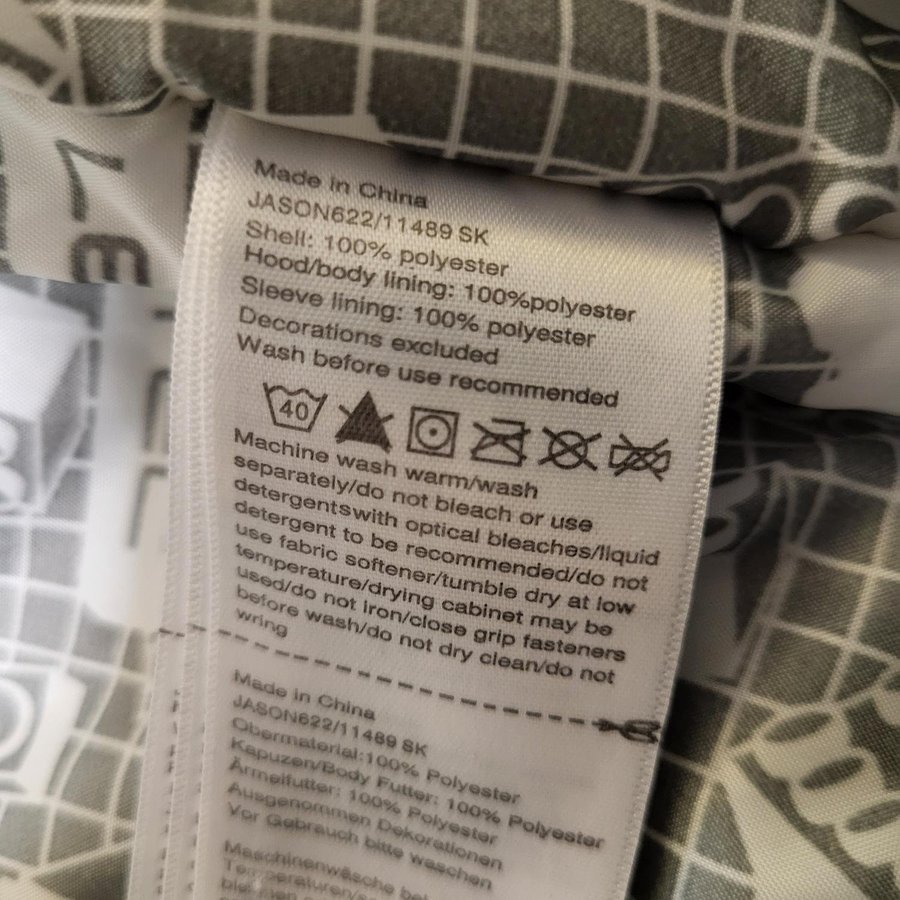 Made in China
JASON622/11489 SK
Shell: 100% polyester
Hood/body lining: 100%polyester
Sleeve lining: 100% polyester
Decorations excluded
Wash before use recommended
40
Machine wash warm/wash
separately/do not bleach or use
detergentswith optical bleaches/liquid
detergent to be recommended/do not
use fabric softener/tumble dry at low
temperature/drying cabinet may be
used/do not iron/close grip fasteners
before wash/do not dry clean/do not
wring
Made in China
JASON622/11489 SK
Obermaterial:100% Polyester
Kapuzen/Body Futter: 100% Polyester
Ärmelfutter: 100% Polyester
Ausgenommen Dekorationen
Vor Gebrauch bitte waschen
Maschinenwäsche bei